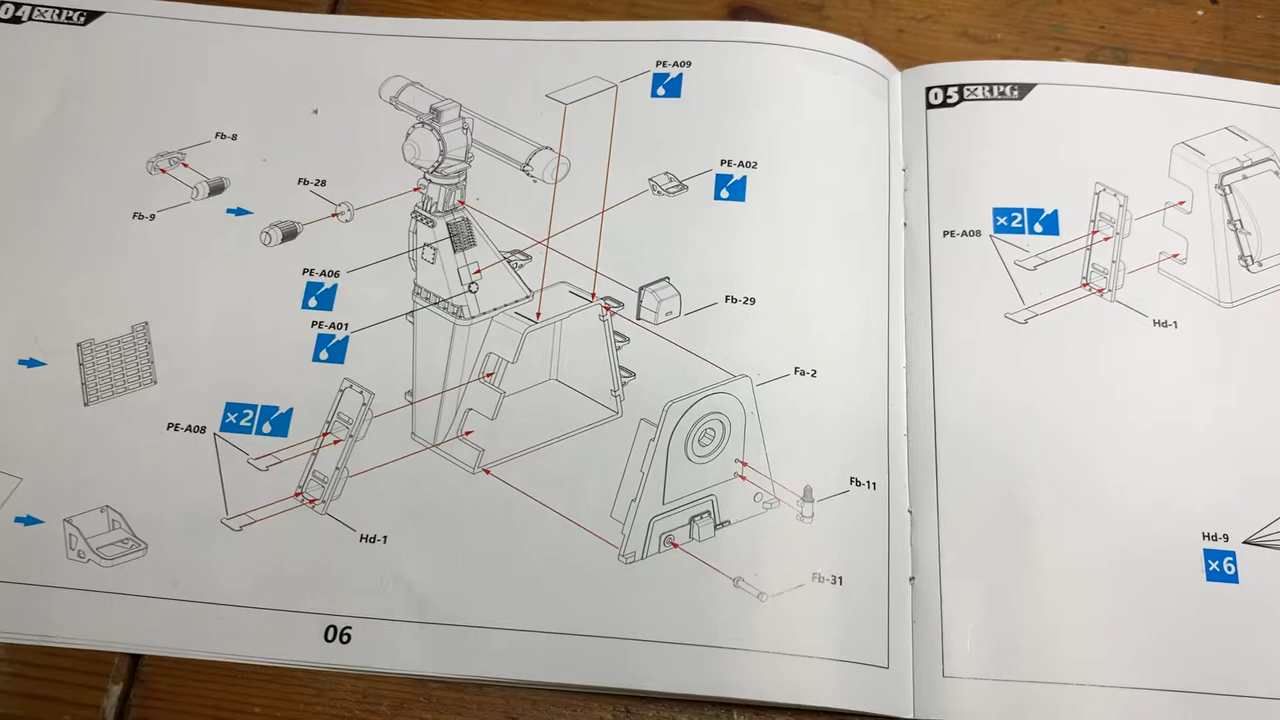 04 RPG
PE-A09
Fb-8
PE-A02
Fb-28
Fb-9
PE-A06
Fb-29
PE-A01
Fa-2
×2
PE-A08
Fb-11
Hd-1
Fb-31
06
05 RPG
×2
PE-A08
Hd-1
Hd-9
×6